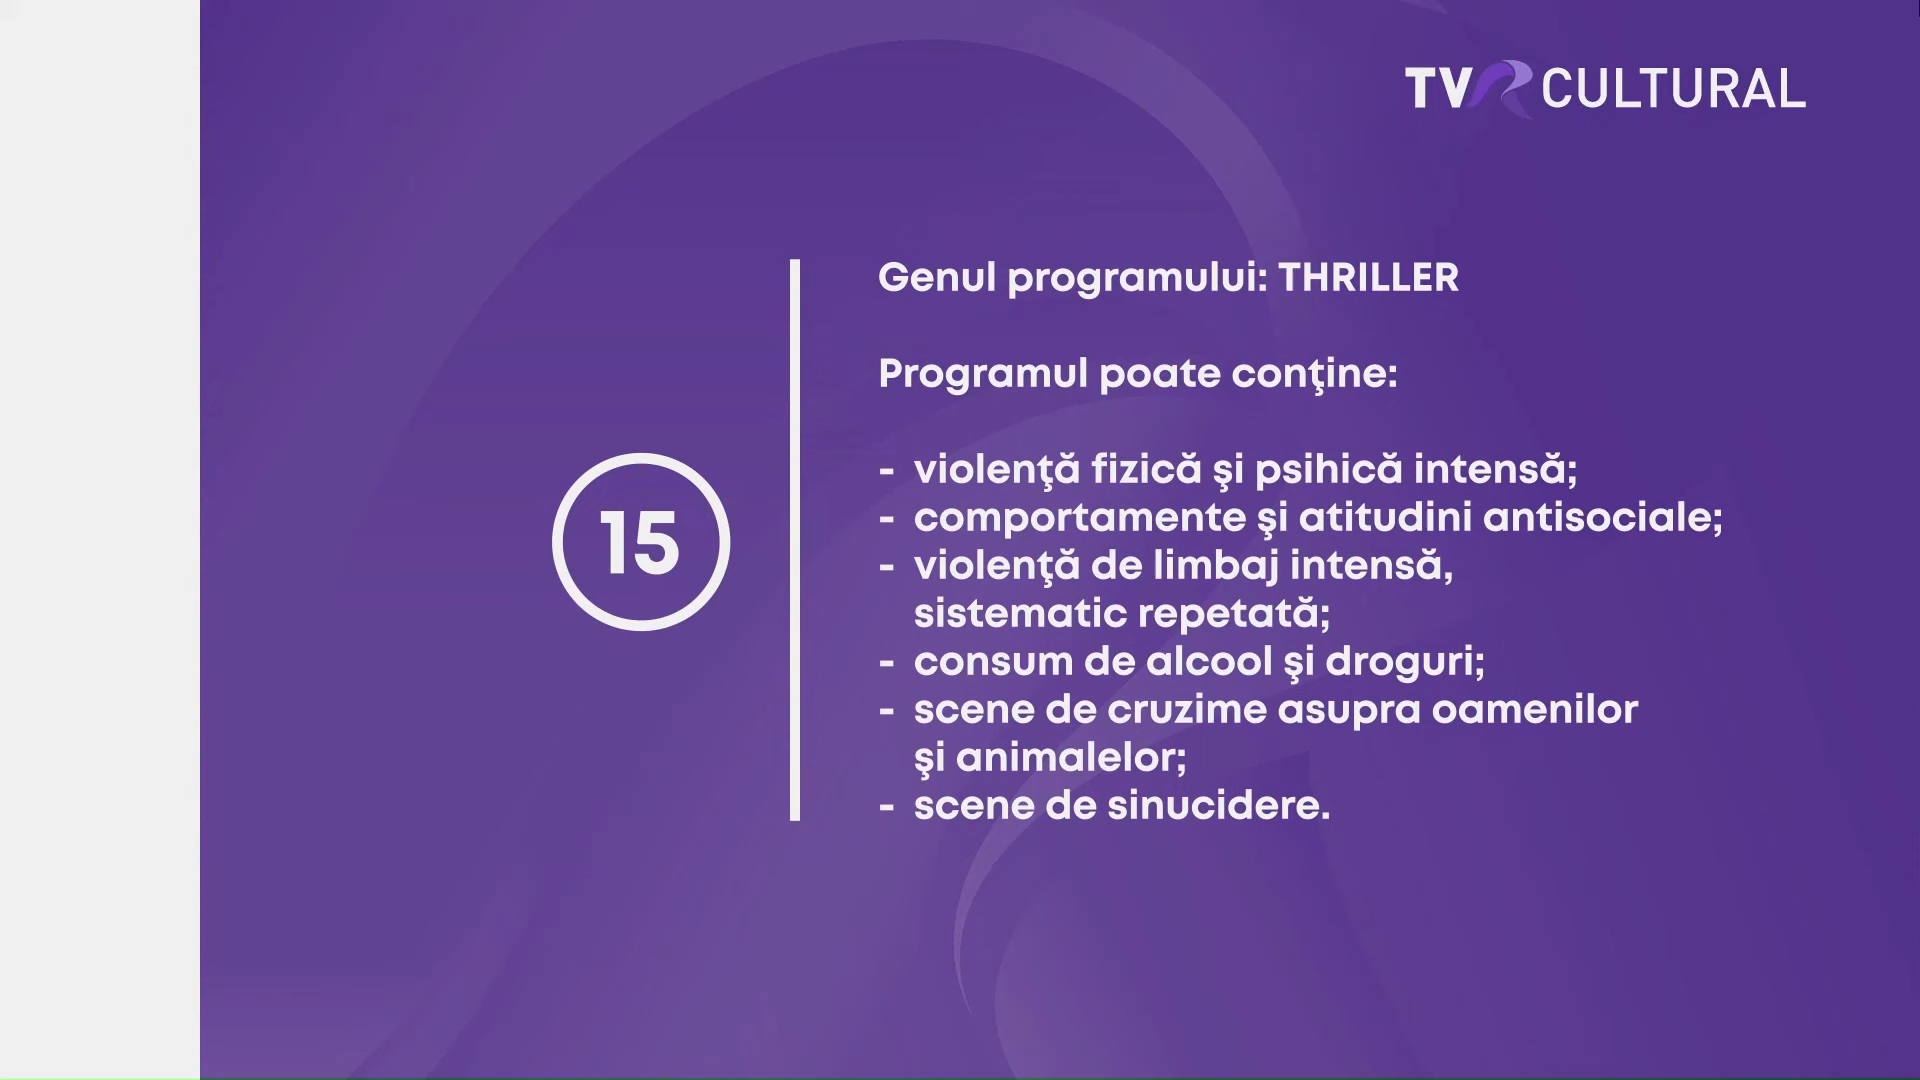 TVR CULTURAL
Genul programului: THRILLER
Programul poate conţine:
15
- violenţă fizică şi psihică intensă;
- comportamente şi atitudini antisociale;
- violenţă de limbaj intensă,
sistematic repetată;
- consum de alcool şi droguri;
- scene de cruzime asupra oamenilor
şi animalelor;
- scene de sinucidere.